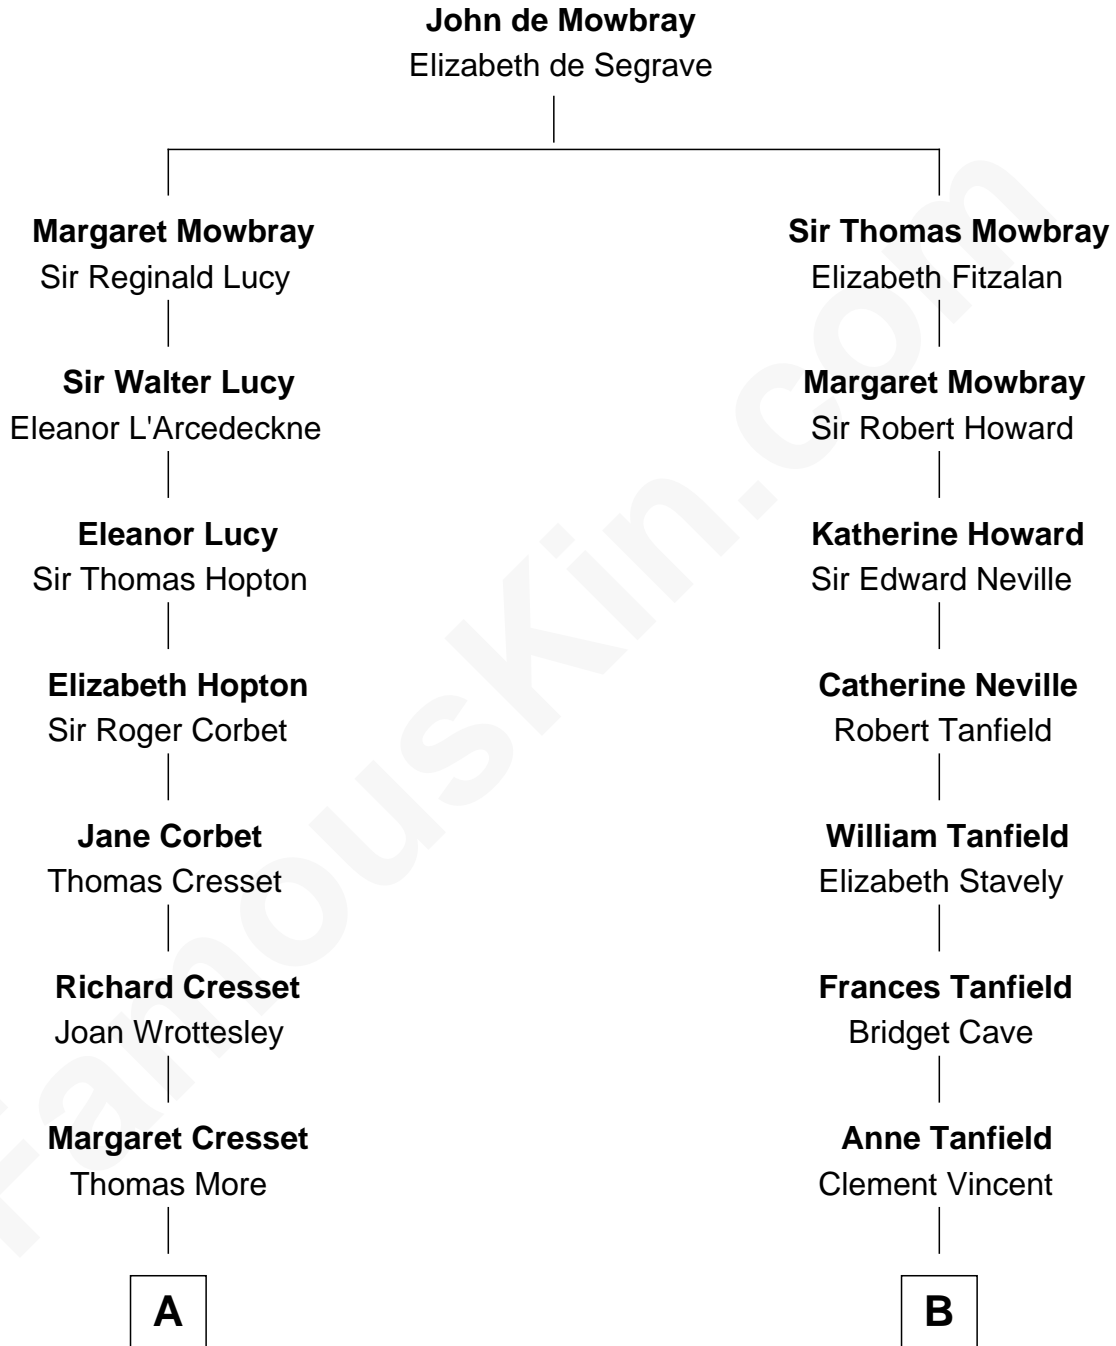 John de Mowbray
Elizabeth de Segrave
Margaret Mowbray
Sir Reginald Lucy
Sir Thomas Mowbray
Elizabeth Fitzalan
Sir Walter Lucy
Eleanor L'Arcedeckne
Margaret Mowbray
Sir Robert Howard
Eleanor Lucy
Sir Thomas Hopton
Katherine Howard
Sir Edward Neville
Elizabeth Hopton
Sir Roger Corbet
Catherine Neville
Robert Tanfield
Jane Corbet
Thomas Cresset
William Tanfield
Elizabeth Stavely
Richard Cresset
Joan Wrottesley
Frances Tanfield
Bridget Cave
Margaret Cresset
Thomas More
Anne Tanfield
Clement Vincent
A
B
FamousKin.com